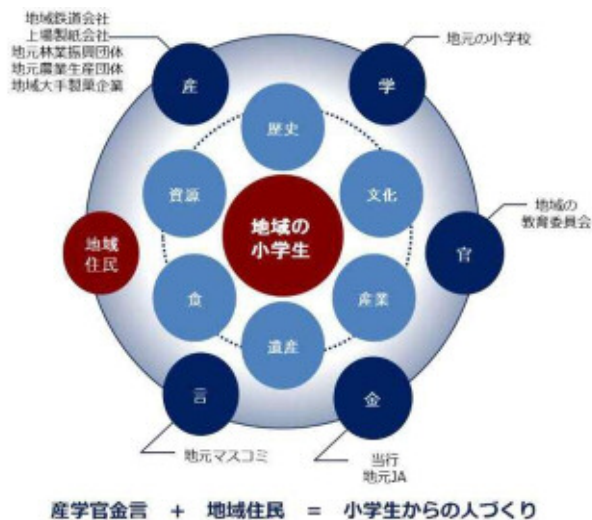 地域鉄道会社
上場製紙会社
地元林業振興団体
地元農業生産団体
地域大手製菓企業
産
学
地元の小学校
歴史
資源
文化
地域の
小学生
地域
住民
官
地域の
教育委員会
食
産業
遺産
言
金
地元マスコミ
当行
地元JA
産学官金言 + 地域住民 = 小学生からの人づくり